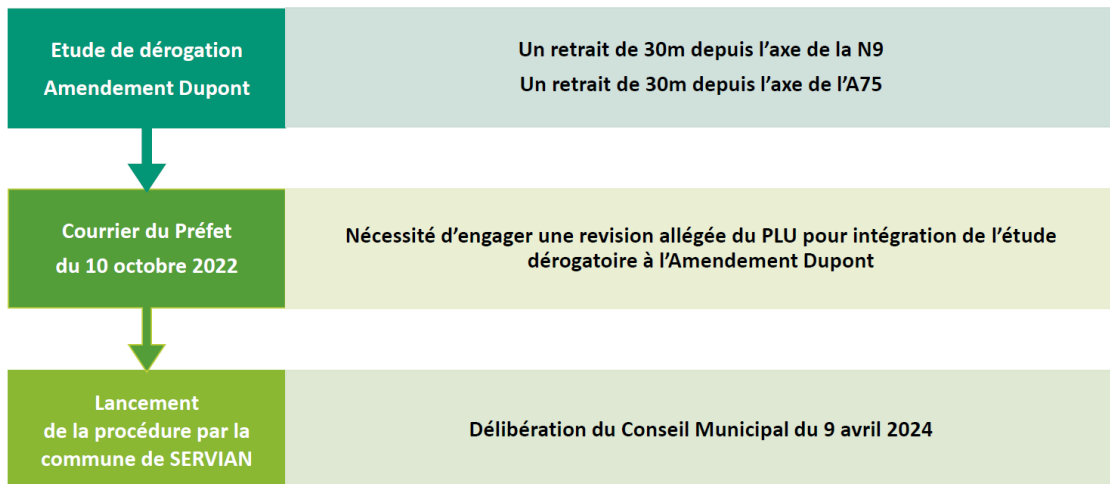 Etude de dérogation
Amendement Dupont
Un retrait de 30m depuis l’axe de la N9
Un retrait de 30m depuis l’axe de l’A75
Courrier du Préfet
du 10 octobre 2022
Nécessité d’engager une revision allégée du PLU pour intégration de l’étude
dérogatoire à l’Amendement Dupont
Lancement
de la procédure par la
commune de SERVIAN
Délibération du Conseil Municipal du 9 avril 2024